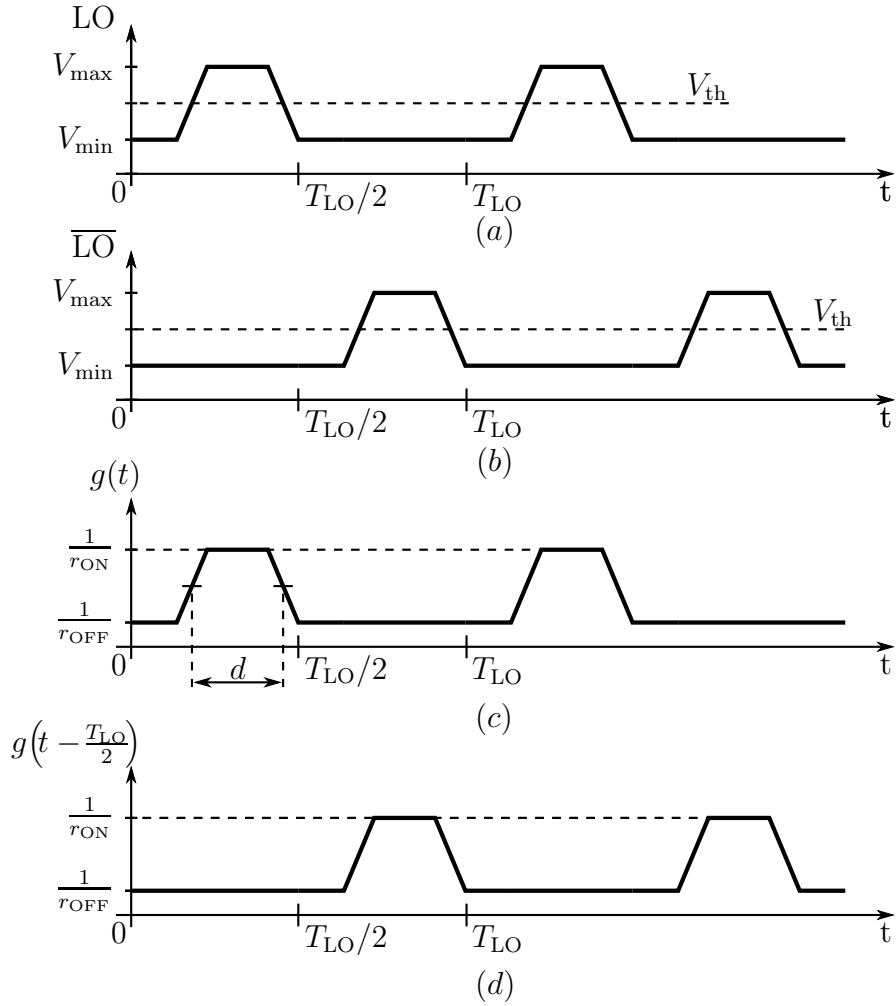 LO
V_max
V_th
V_min
0 T_LO/2 T_LO t
(a)
\overline{LO}
V_max
V_th
V_min
0 T_LO/2 T_LO t
(b)
g(t)
1/r_ON
1/r_OFF
0 d T_LO/2 T_LO t
(c)
g(t − T_LO/2)
1/r_ON
1/r_OFF
0 T_LO/2 T_LO t
(d)